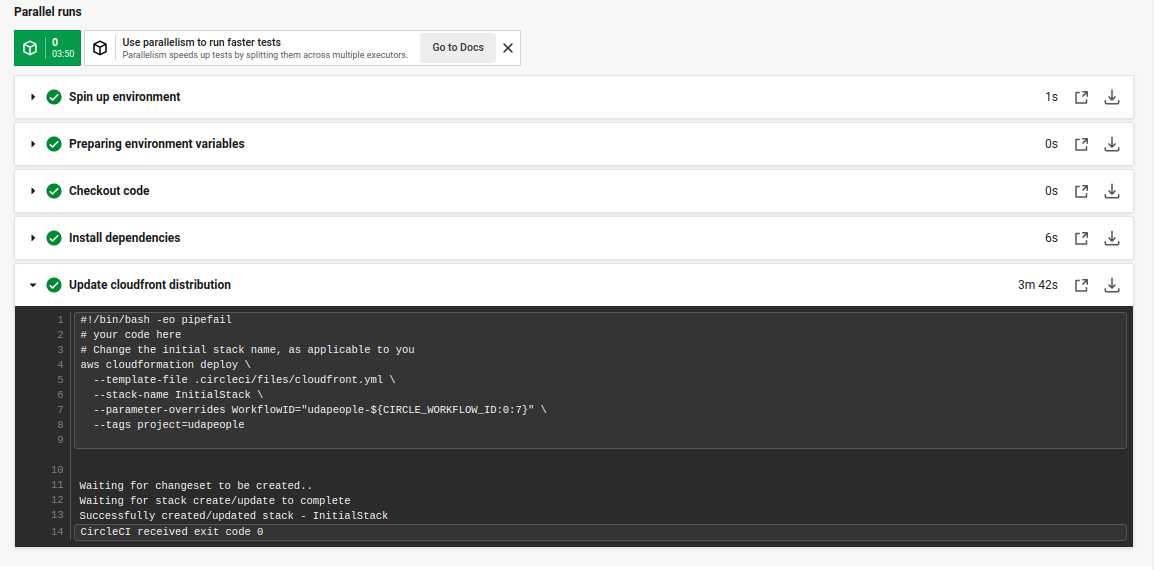 Parallel runs
0
03:50
Use parallelism to run faster tests
Parallelism speeds up tests by splitting them across multiple executors.
Go to Docs
Spin up environment 1s
Preparing environment variables 0s
Checkout code 0s
Install dependencies 6s
Update cloudfront distribution 3m 42s
1 #!/bin/bash -eo pipefail
2 # your code here
3 # Change the initial stack name, as applicable to you
4 aws cloudformation deploy \
5   --template-file .circleci/files/cloudfront.yml \
6   --stack-name InitialStack \
7   --parameter-overrides WorkflowID="udapeople-${CIRCLE_WORKFLOW_ID:0:7}" \
8   --tags project=udapeople
9
10
11 Waiting for changeset to be created..
12 Waiting for stack create/update to complete
13 Successfully created/updated stack - InitialStack
14 CircleCI received exit code 0